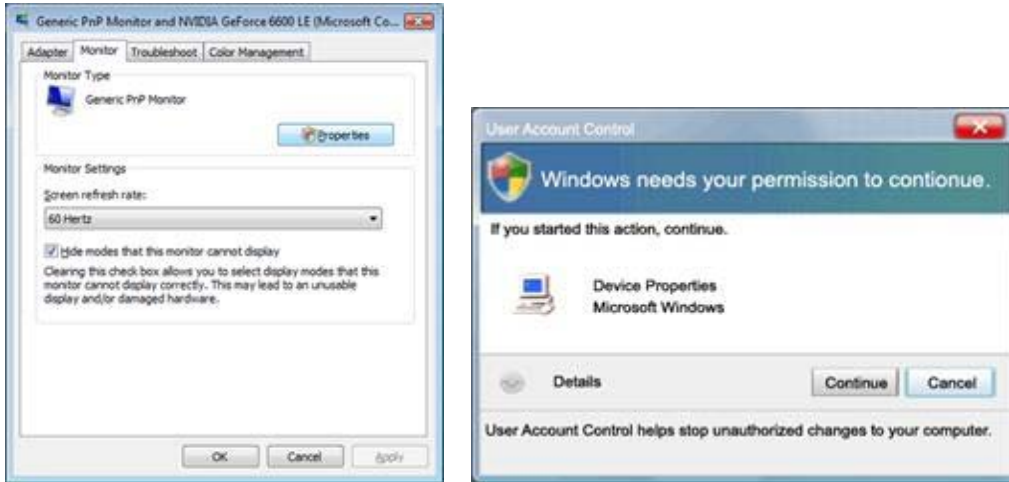 Generic PnP Monitor and NVIDIA GeForce 6600 LE (Microsoft Co...
Adapter Monitor Troubleshoot Color Management
Monitor Type
Generic PnP Monitor
Properties
Monitor Settings
Screen refresh rate:
60 Hertz
Hide modes that this monitor cannot display
Clearing this check box allows you to select display modes that this
monitor cannot display correctly. This may lead to an unusable
display and/or damaged hardware.
OK Cancel Apply
User Account Control
Windows needs your permission to contionue.
If you started this action, continue.
Device Properties
Microsoft Windows
Details Continue Cancel
User Account Control helps stop unauthorized changes to your computer.